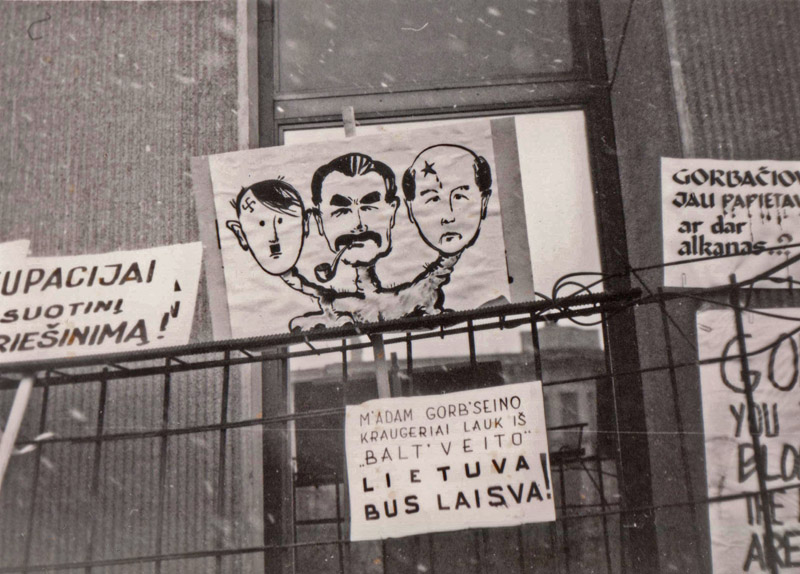 UPACIJAI
SUOTINĮ
RIEŠINIMĄ!
M'ADAM GORB'SEINO
KRAUGERIAI LAUK IŠ
„BALT'VEITO"
LIETUVA
BUS LAISVA!
GORBAČIOV
JAU PAPIETAV
ar dar
alkanas..?
GO
YOU
BLO
THE
ARE